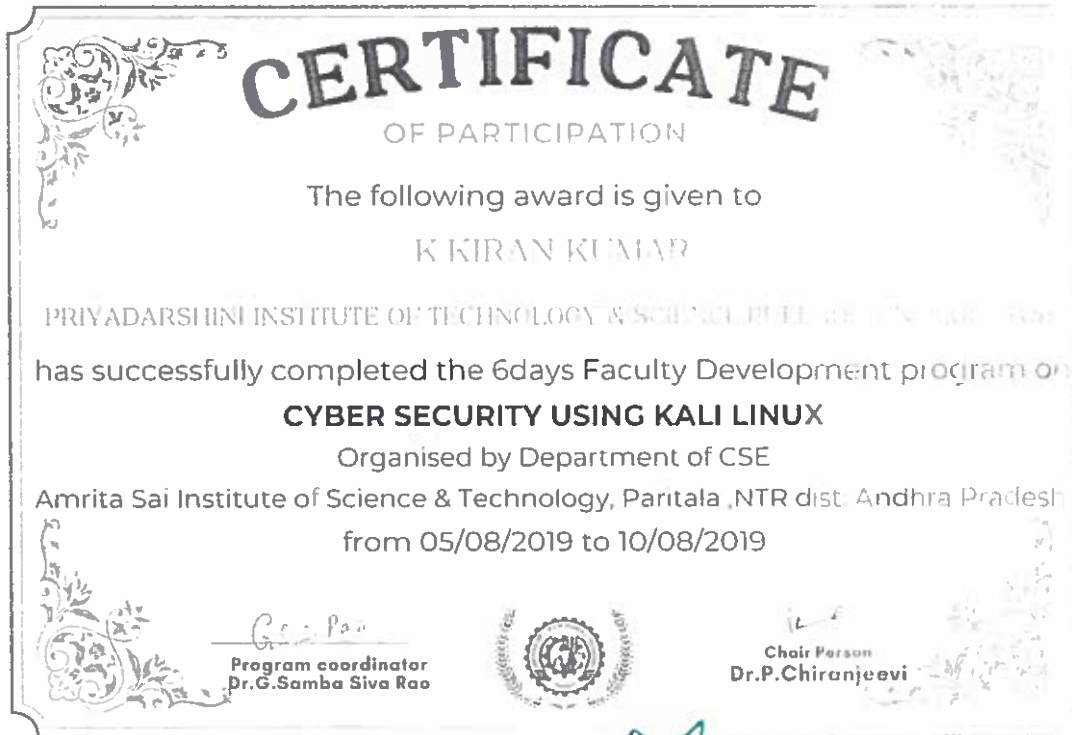 CERTIFICATE
OF PARTICIPATION
The following award is given to
K KIRAN KUMAR
PRIYADARSHINI INSTITUTE OF TECHNOLOGY & SCIENCE
has successfully completed the 6days Faculty Development program on
CYBER SECURITY USING KALI LINUX
Organised by Department of CSE
Amrita Sai Institute of Science & Technology, Paritala ,NTR dist. Andhra Pradesh
from 05/08/2019 to 10/08/2019
Program coordinator
Dr.G.Samba Siva Rao
Chair Person
Dr.P.Chiranjeevi